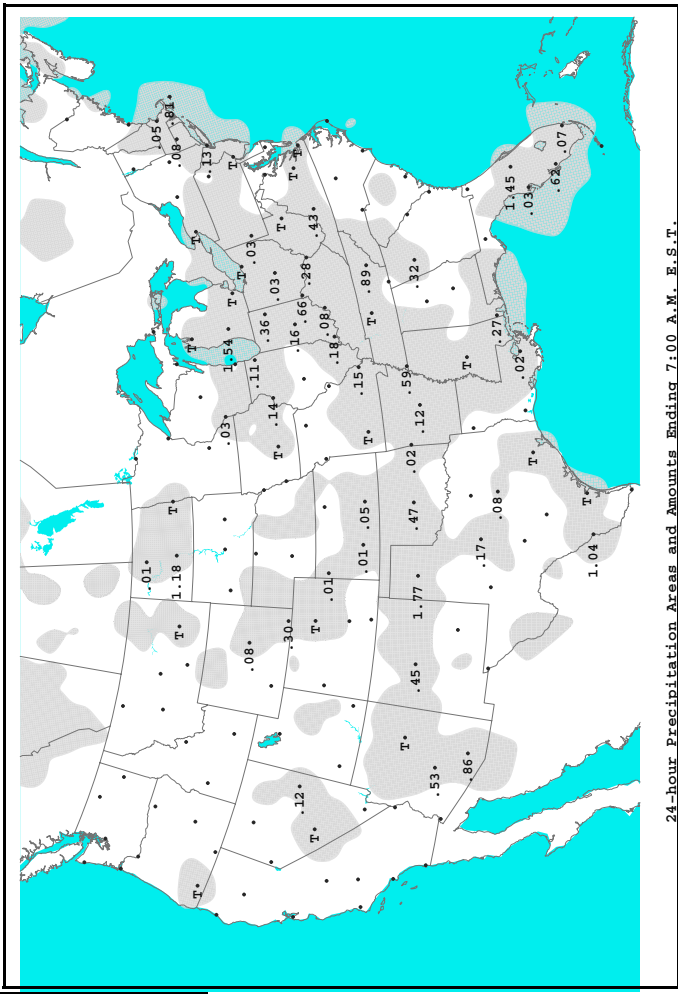 .01
.05
.81
T
.08
1.18
T
T
T
T
.13
.03
1.54
T
T
T
.08
.03
.11
.36
.14
.03
T
T
.30
T
.16
T
.12
.66
.28
.43
T
T
.08
.01
.18
.15
.01
.05
.89
T
T
T
.59
.02
.47
.32
.45
1.77
.12
.53
T
.86
.17
.27
.08
1.45
.02
.03
T
.62
.07
T
1.04
24-hour Precipitation Areas and Amounts Ending 7:00 A.M. E.S.T.